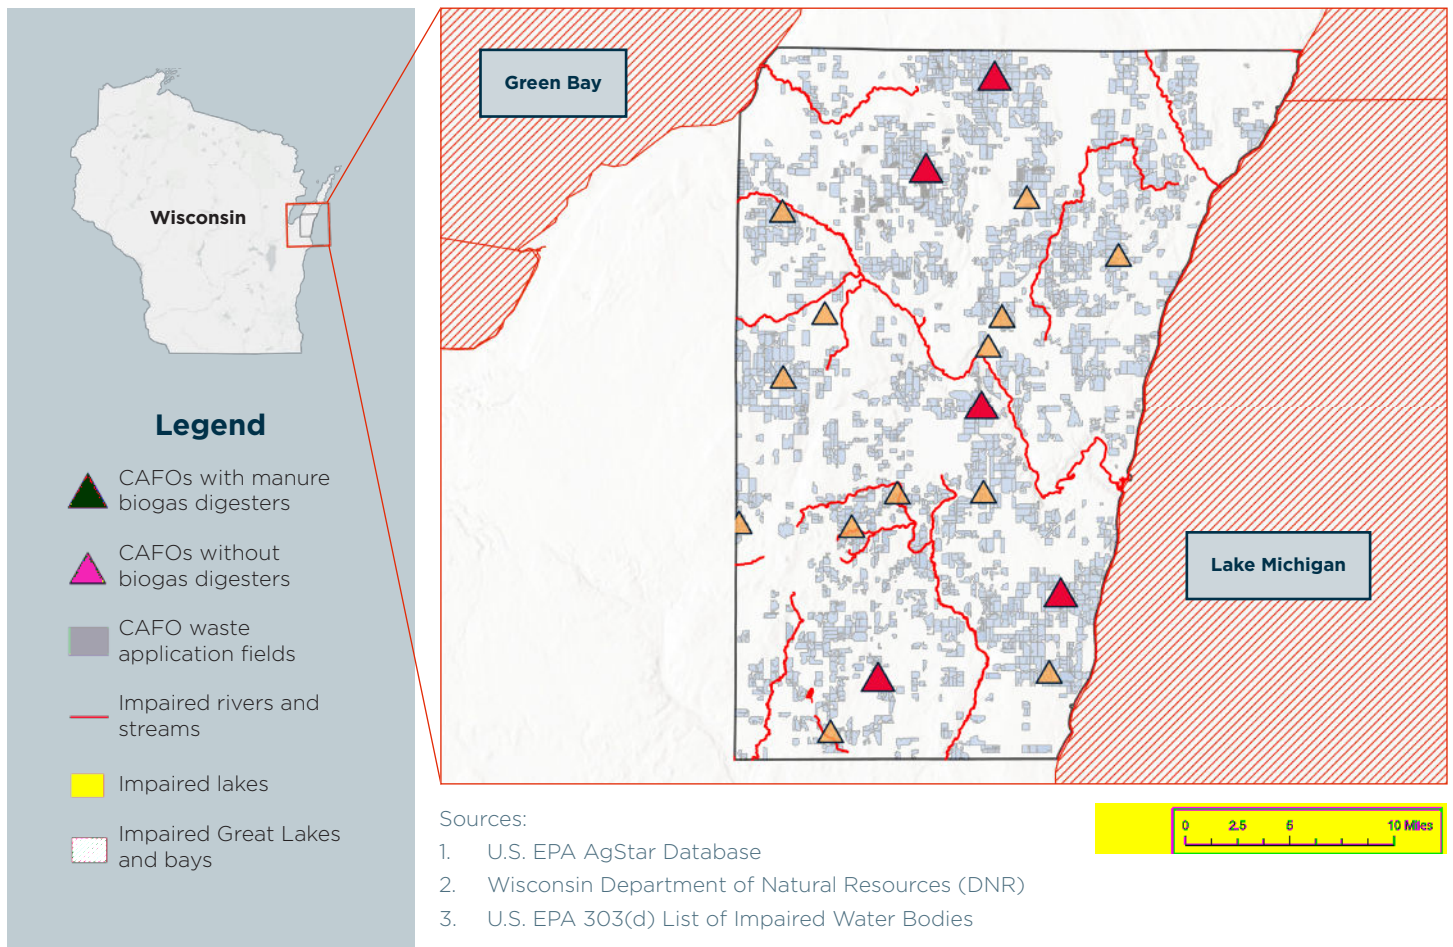 Green Bay
Wisconsin
Lake Michigan
Legend
CAFOs with manure
biogas digesters
CAFOs without
biogas digesters
CAFO waste
application fields
Impaired rivers and
streams
Impaired lakes
Impaired Great Lakes
and bays
Sources:
1. U.S. EPA AgStar Database
2. Wisconsin Department of Natural Resources (DNR)
3. U.S. EPA 303(d) List of Impaired Water Bodies
0 2.5 5 10 Miles